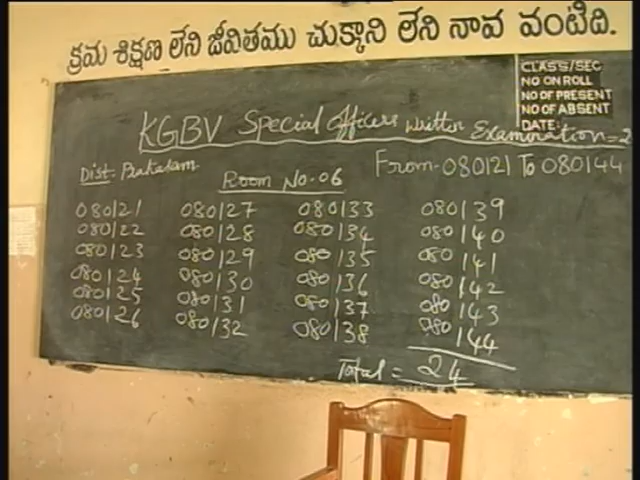 క్రమ శిక్షణ లేని జీవితము చుక్కాని లేని నావ వంటిది.
CLASS/SEC
NO ON ROLL
NO OF PRESENT
NO OF ABSENT
DATE:
KGBV Special Officers written Examination=2
Dist:- Prakasam
From-080121 To 080144
Room No-06
080121 080127 080133 080139
080122 080128 080134 080140
080123 080129 080135 080141
080124 080130 080136 080142
080125 080131 080137 080143
080126 080132 080138 080144
Total = 24